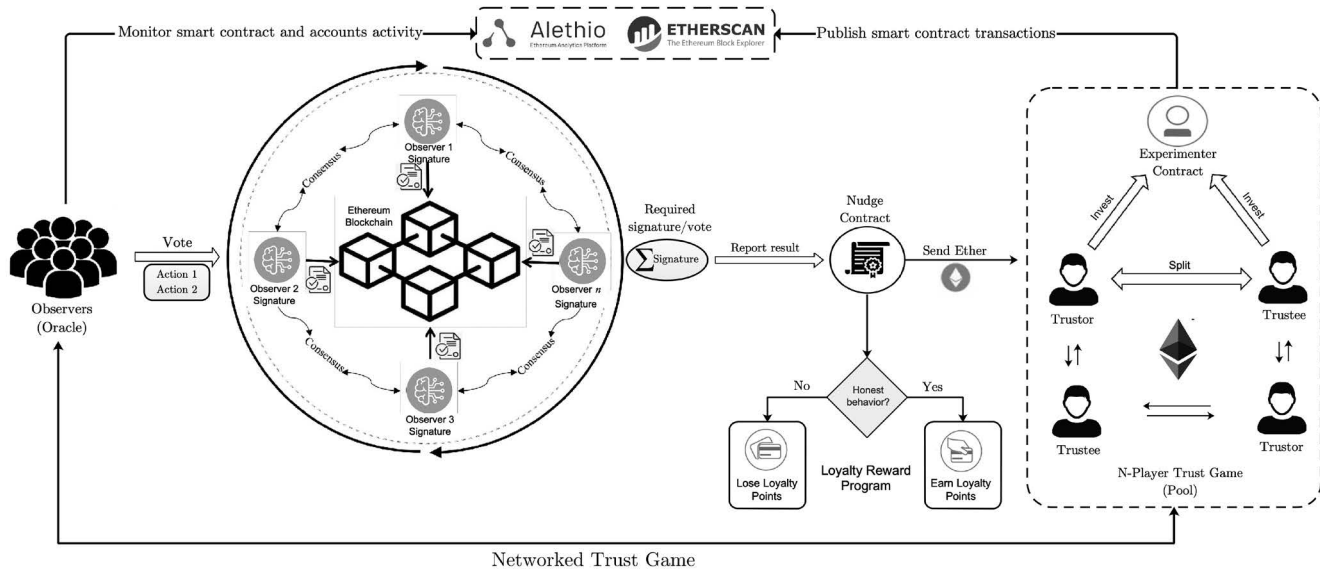 Monitor smart contract and accounts activity
Alethio
Ethereum Analytics Platform
ETHERSCAN
The Ethereum Block Explorer
Publish smart contract transactions
Observers
(Oracle)
Vote
Action 1
Action 2
Observer 1
Signature
Consensus
Consensus
Ethereum
Blockchain
Observer 2
Signature
Observer n
Signature
Consensus
Consensus
Observer 3
Signature
Required
signature/vote
∑ Signature
Report result
Nudge
Contract
Send Ether
Honest
behavior?
No
Yes
Lose Loyalty
Points
Loyalty Reward
Program
Earn Loyalty
Points
Experimenter
Contract
Invest
Invest
Split
Trustor
Trustee
Trustee
Trustor
N-Player Trust Game
(Pool)
Networked Trust Game